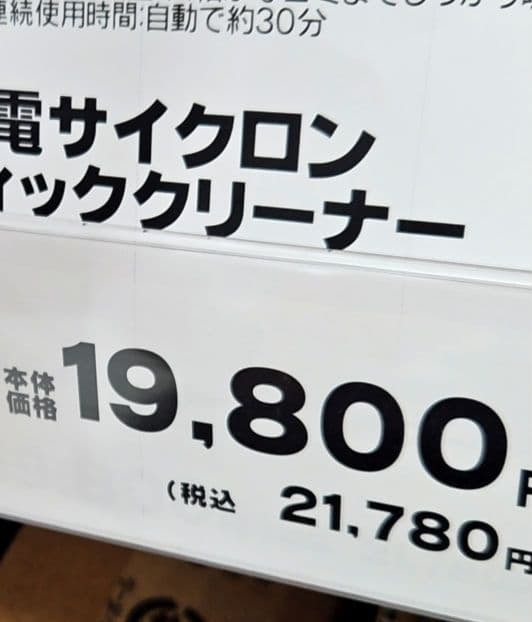 連続使用時間:自動で約30分
電サイクロン
ィッククリーナー
本体
価格
19,800円
(税込 21,780円